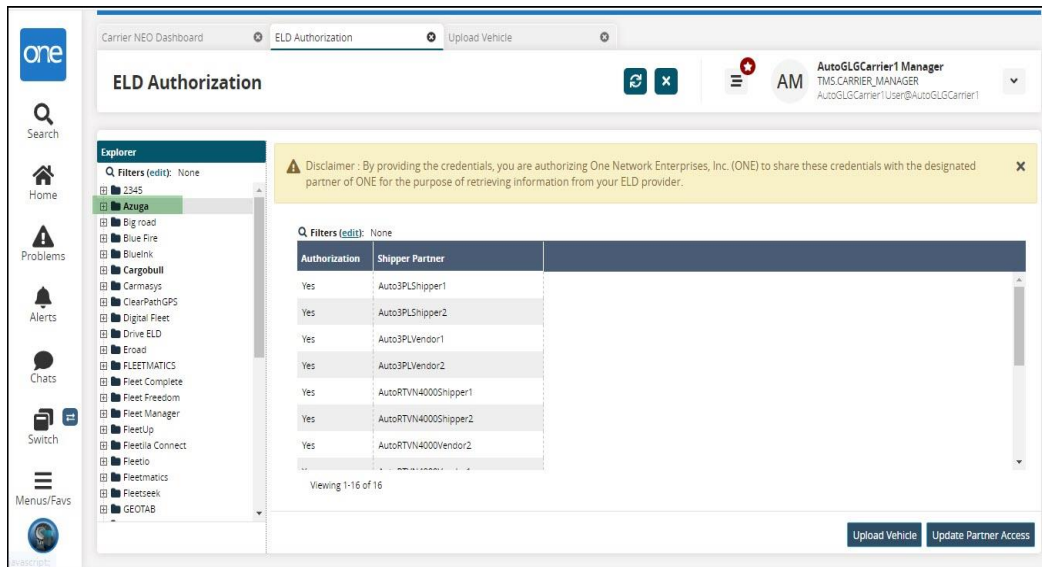 Carrier NEO Dashboard
ELD Authorization
Upload Vehicle
one
ELD Authorization
AM
AutoGLGCarrier1 Manager
TMS.CARRIER_MANAGER
AutoGLGCarrier1User@AutoGLGCarrier1
Search
Home
Problems
Alerts
Chats
Switch
Menus/Favs
javascript:
Explorer
Filters (edit): None
2345
Azuga
Big road
Blue Fire
BlueInk
Cargobull
Carmasys
ClearPathGPS
Digital Fleet
Drive ELD
Eroad
FLEETMATICS
Fleet Complete
Fleet Freedom
Fleet Manager
FleetUp
Fleetila Connect
Fleetio
Fleetmatics
Fleetseek
GEOTAB
Disclaimer : By providing the credentials, you are authorizing One Network Enterprises, Inc. (ONE) to share these credentials with the designated
partner of ONE for the purpose of retrieving information from your ELD provider.
Filters (edit): None
Authorization Shipper Partner
Yes Auto3PLShipper1
Yes Auto3PLShipper2
Yes Auto3PLVendor1
Yes Auto3PLVendor2
Yes AutoRTVN4000Shipper1
Yes AutoRTVN4000Shipper2
Yes AutoRTVN4000Vendor2
Viewing 1-16 of 16
Upload Vehicle
Update Partner Access